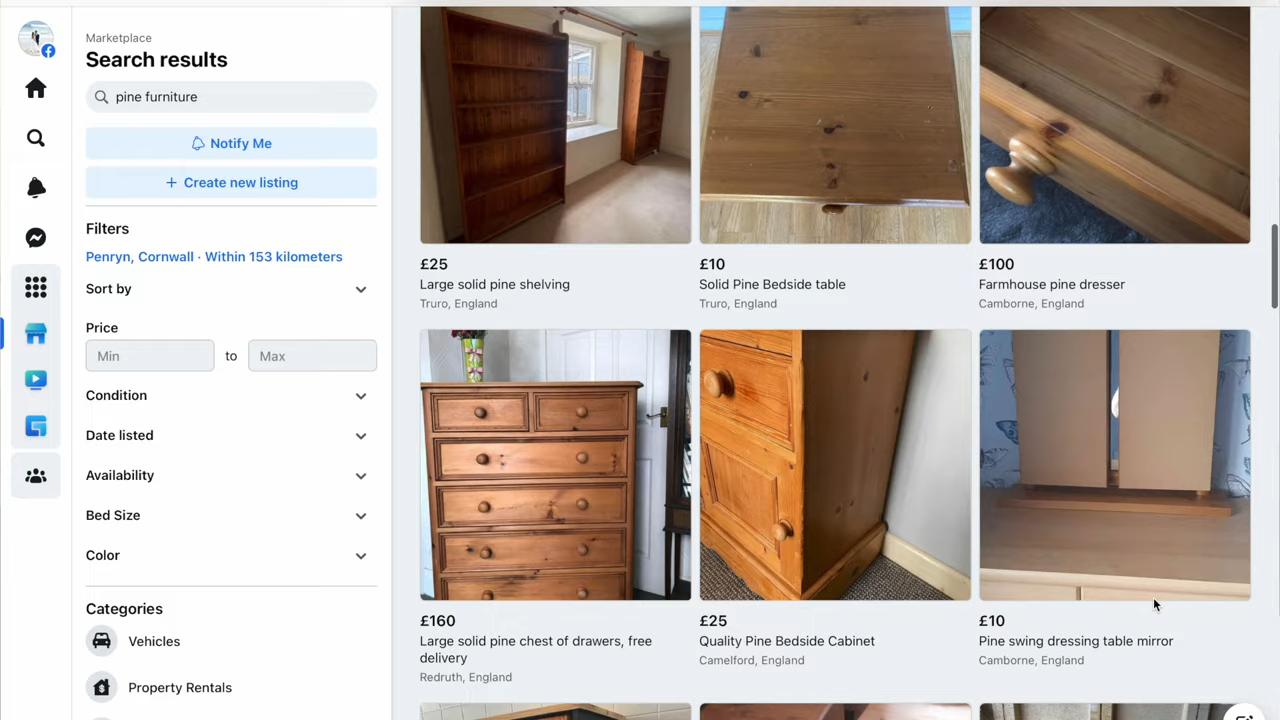 Marketplace
Search results
pine furniture
Notify Me
+ Create new listing
Filters
Penryn, Cornwall · Within 153 kilometers
Sort by
Price
Min
to
Max
Condition
Date listed
Availability
Bed Size
Color
Categories
Vehicles
Property Rentals
£25
Large solid pine shelving
Truro, England
£10
Solid Pine Bedside table
Truro, England
£100
Farmhouse pine dresser
Camborne, England
£160
Large solid pine chest of drawers, free
delivery
Redruth, England
£25
Quality Pine Bedside Cabinet
Camelford, England
£10
Pine swing dressing table mirror
Camborne, England